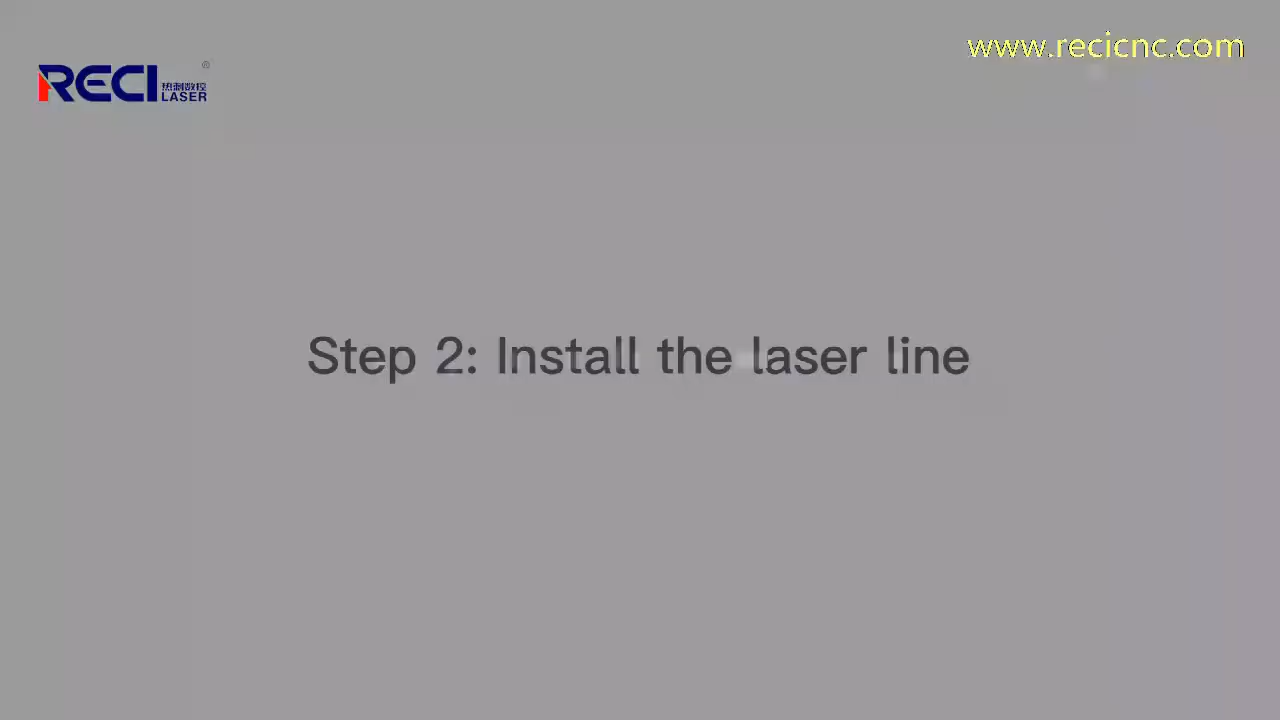 www.recicnc.com
RECI
®
热刺数控
LASER
Step 2: Install the laser line